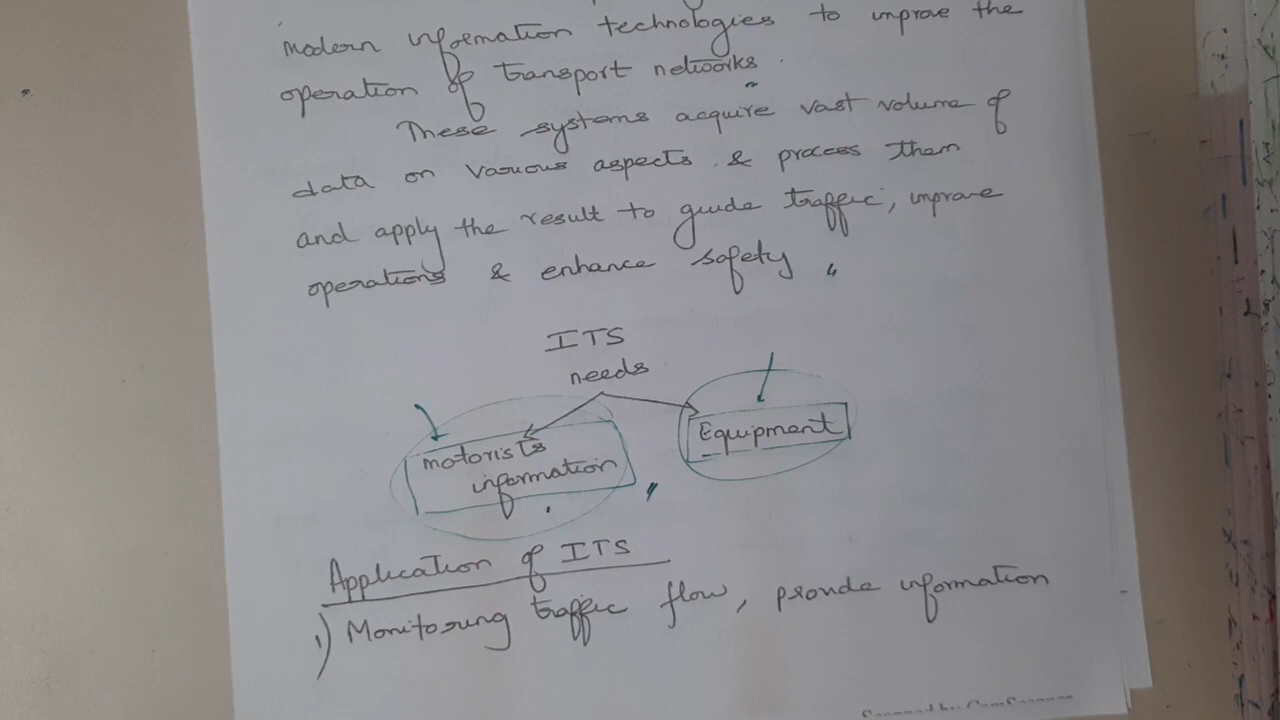 modern information technologies to improve the
operation of transport networks.
These systems acquire vast volume of
data on various aspects. & process them
and apply the result to guide traffic, improve
operations & enhance safety "
ITS
needs
motorists
information
Equipment
Application of ITS
1) Monitoring traffic flow, provide information